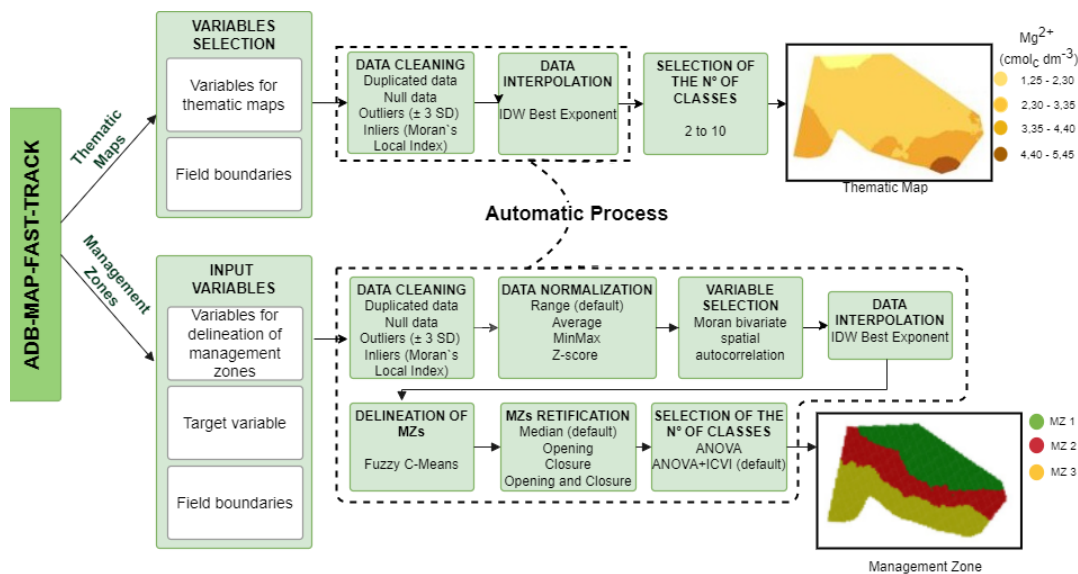 ADB-MAP-FAST-TRACK
Thematic
Maps
VARIABLES
SELECTION
Variables for
thematic maps
Field boundaries
DATA CLEANING
Duplicated data
Null data
Outliers (± 3 SD)
Inliers (Moran`s
Local Index)
DATA
INTERPOLATION
IDW Best Exponent
SELECTION OF
THE Nº OF
CLASSES
2 to 10
Thematic Map
Mg2+
(cmolc dm-3)
1,25 - 2,30
2,30 - 3,35
3,35 - 4,40
4,40 - 5,45
Automatic Process
Management
Zones
INPUT
VARIABLES
Variables for
delineation of
management
zones
Target variable
Field boundaries
DATA CLEANING
Duplicated data
Null data
Outliers (± 3 SD)
Inliers (Moran`s
Local Index)
DATA NORMALIZATION
Range (default)
Average
MinMax
Z-score
VARIABLE
SELECTION
Moran bivariate
spatial
autocorrelation
DATA
INTERPOLATION
IDW Best Exponent
DELINEATION OF
MZs
Fuzzy C-Means
MZs RETIFICATION
Median (default)
Opening
Closure
Opening and Closure
SELECTION OF THE
Nº OF CLASSES
ANOVA
ANOVA+ICVI (default)
MZ 1
MZ 2
MZ 3
Management Zone